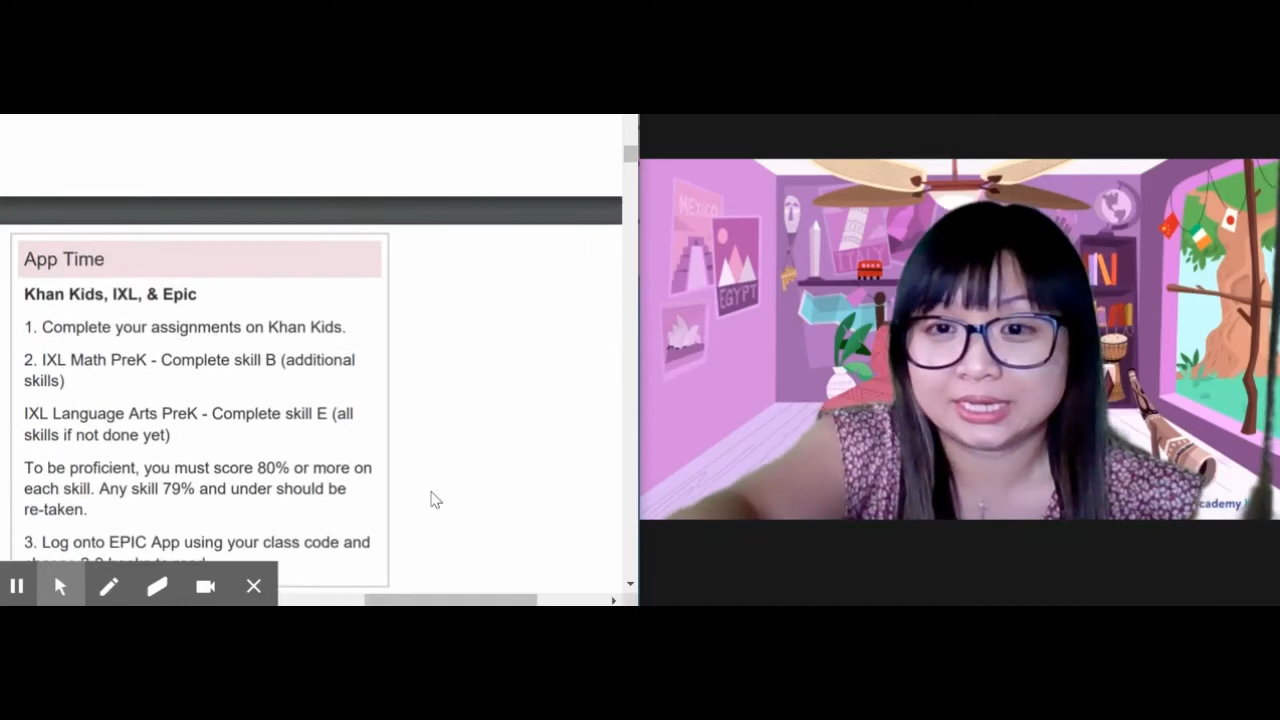 App Time
Khan Kids, IXL, & Epic
1. Complete your assignments on Khan Kids.
2. IXL Math PreK - Complete skill B (additional
skills)
IXL Language Arts PreK - Complete skill E (all
skills if not done yet)
To be proficient, you must score 80% or more on
each skill. Any skill 79% and under should be
re-taken.
3. Log onto EPIC App using your class code and
MEXICO
ITALY
EGYPT
cademy